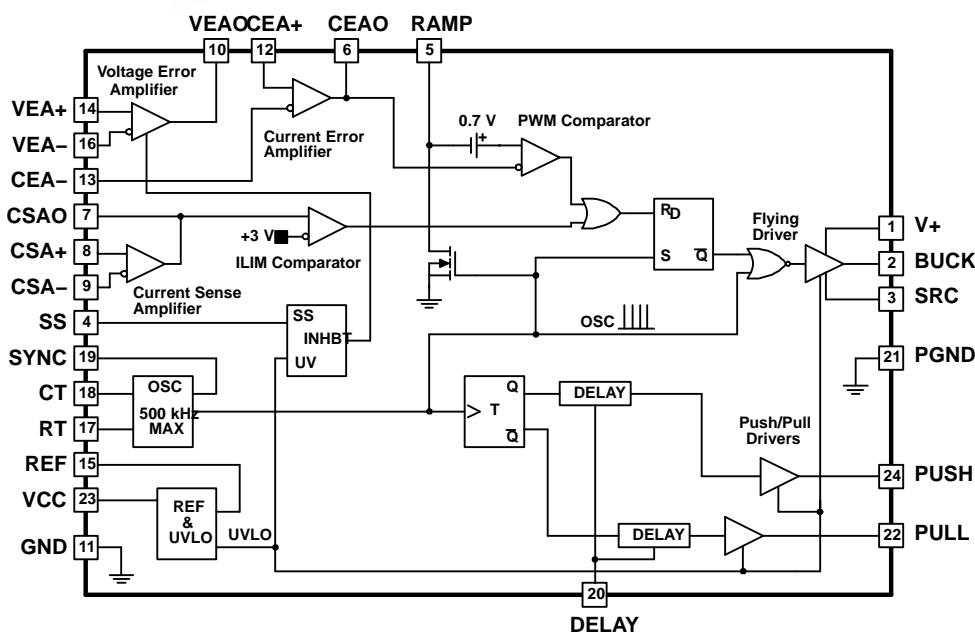 VEAO CEA+ CEAO RAMP
10 12 6 5
Voltage Error
Amplifier
VEA+ 14
VEA− 16
CEA− 13
Current Error
Amplifier
0.7 V
+
PWM Comparator
CSAO 7
CSA+ 8
CSA− 9
+3 V
ILIM Comparator
Current Sense
Amplifier
RD
S Q
Flying
Driver
1 V+
2 BUCK
3 SRC
SS 4
SS
INHBT
UV
OSC
SYNC 19
CT 18
RT 17
OSC
500 kHz
MAX
21 PGND
Q
T
Q
DELAY
DELAY
Push/Pull
Drivers
REF 15
VCC 23
GND 11
REF
&
UVLO
UVLO
24 PUSH
22 PULL
20
DELAY